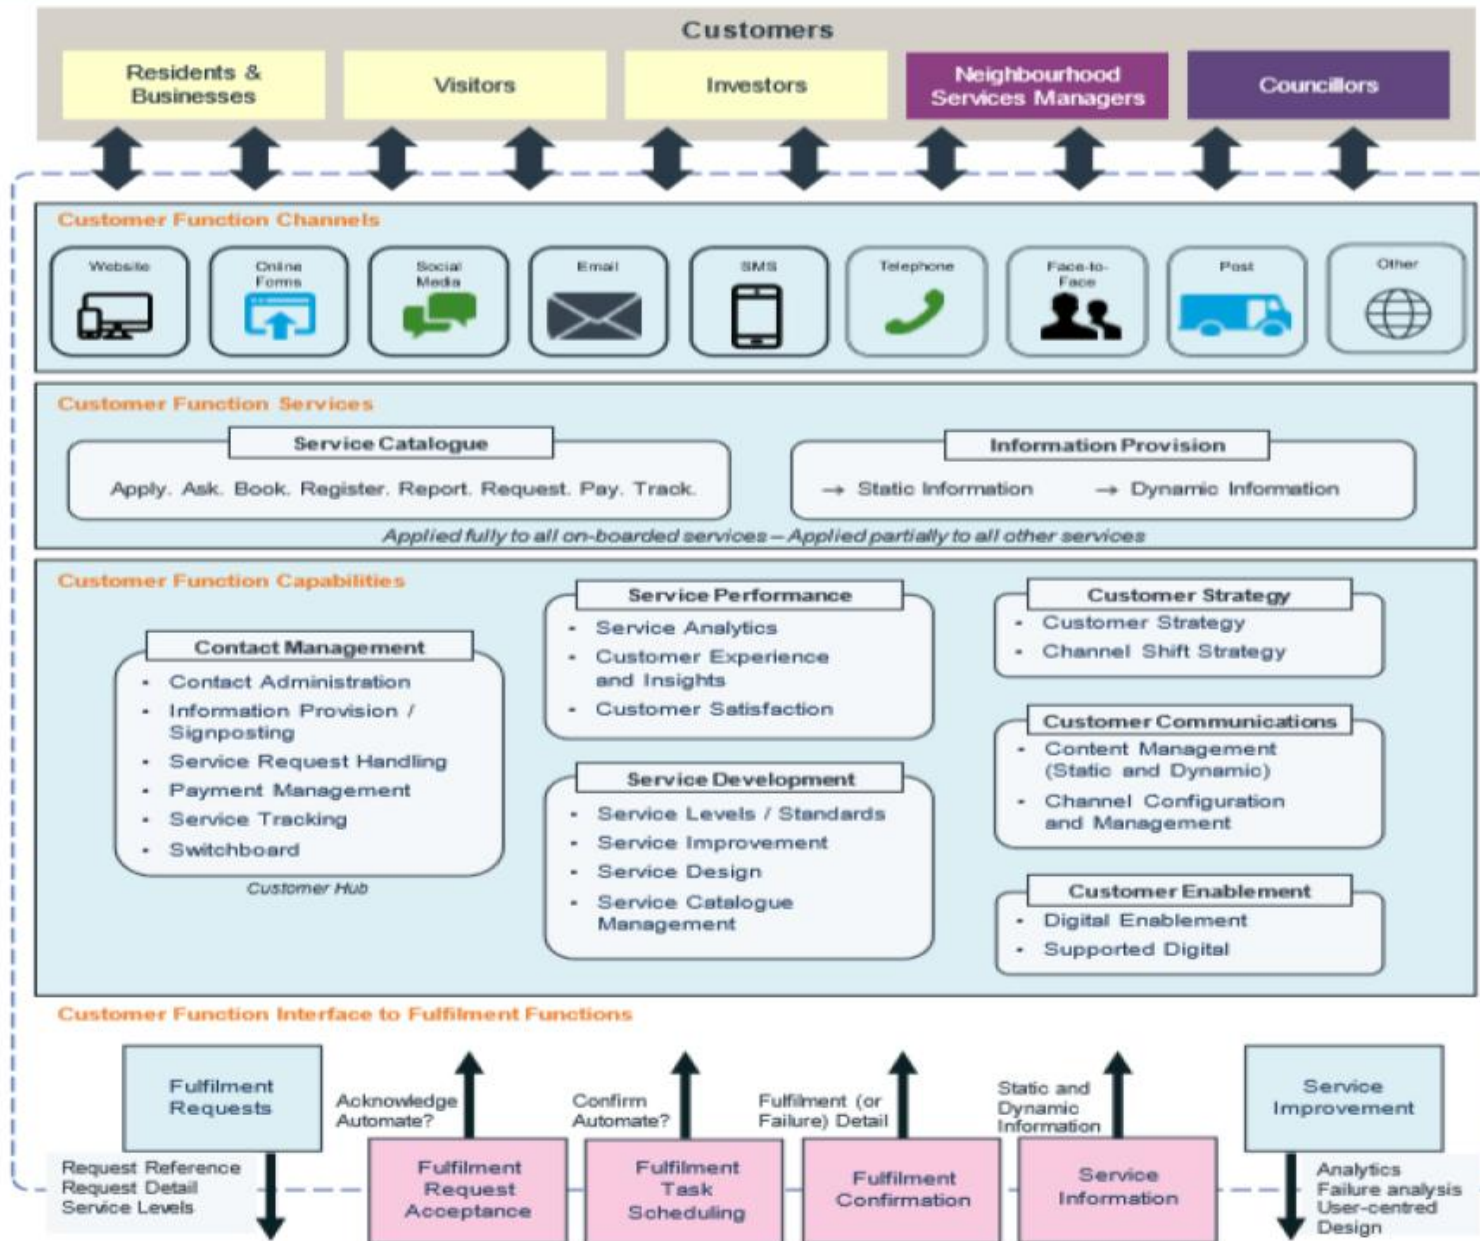 Customers
Residents &
Businesses
Visitors
Investors
Neighbourhood
Services Managers
Councillors
Customer Function Channels
Website
Online
Forms
Social
Media
Email
SMS
Telephone
Face-to-
Face
Post
Other
Customer Function Services
Service Catalogue
Apply. Ask. Book. Register. Report. Request. Pay. Track.
Information Provision
→ Static Information → Dynamic Information
Applied fully to all on-boarded services – Applied partially to all other services
Customer Function Capabilities
Contact Management
• Contact Administration
• Information Provision /
Signposting
• Service Request Handling
• Payment Management
• Service Tracking
• Switchboard
Customer Hub
Service Performance
• Service Analytics
• Customer Experience
and Insights
• Customer Satisfaction
Service Development
• Service Levels / Standards
• Service Improvement
• Service Design
• Service Catalogue
Management
Customer Strategy
• Customer Strategy
• Channel Shift Strategy
Customer Communications
• Content Management
(Static and Dynamic)
• Channel Configuration
and Management
Customer Enablement
• Digital Enablement
• Supported Digital
Customer Function Interface to Fulfilment Functions
Fulfilment
Requests
Request Reference
Request Detail
Service Levels
Acknowledge
Automate?
Fulfilment
Request
Acceptance
Confirm
Automate?
Fulfilment
Task
Scheduling
Fulfilment (or
Failure) Detail
Fulfilment
Confirmation
Static and
Dynamic
Information
Service
Information
Service
Improvement
Analytics
Failure analysis
User-centred
Design